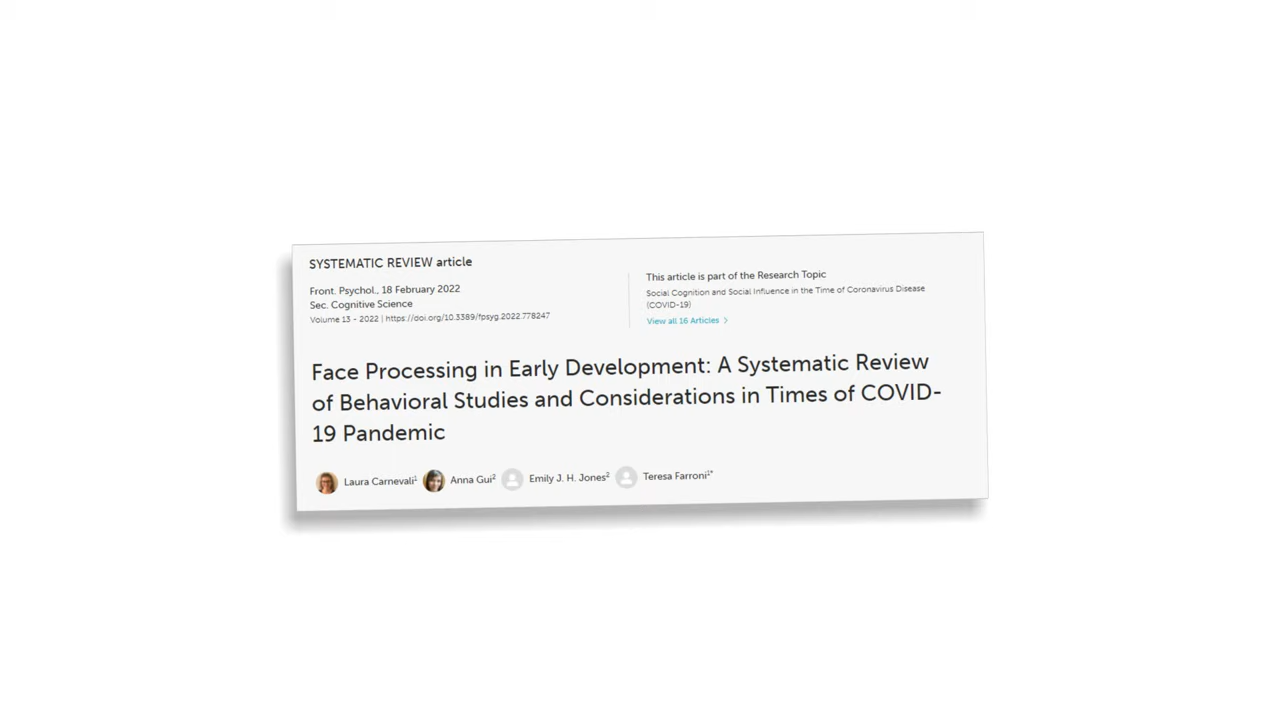 SYSTEMATIC REVIEW article
Front. Psychol., 18 February 2022
Sec. Cognitive Science
Volume 13 - 2022 | https://doi.org/10.3389/fpsyg.2022.778247
This article is part of the Research Topic
Social Cognition and Social Influence in the Time of Coronavirus Disease
(COVID-19)
View all 16 Articles >
Face Processing in Early Development: A Systematic Review
of Behavioral Studies and Considerations in Times of COVID-
19 Pandemic
Laura Carnevali¹ Anna Gui² Emily J. H. Jones² Teresa Farroni¹*